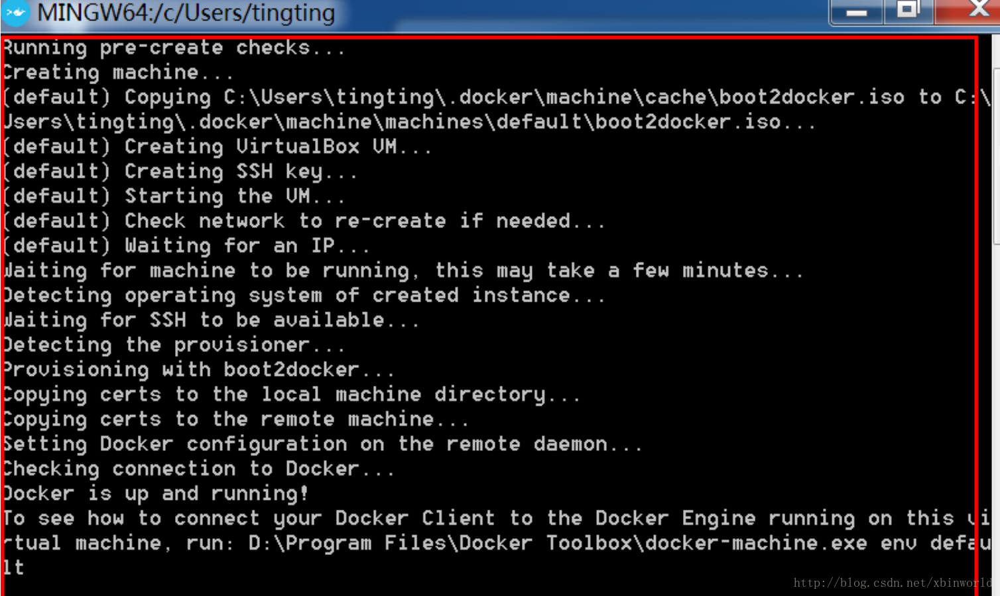 MINGW64:/c/Users/tingting
Running pre-create checks...
Creating machine...
(default) Copying C:\Users\tingting\.docker\machine\cache\boot2docker.iso to C:\
Users\tingting\.docker\machine\machines\default\boot2docker.iso...
(default) Creating VirtualBox VM...
(default) Creating SSH key...
(default) Starting the VM...
(default) Check network to re-create if needed...
(default) Waiting for an IP...
Waiting for machine to be running, this may take a few minutes...
Detecting operating system of created instance...
Waiting for SSH to be available...
Detecting the provisioner...
Provisioning with boot2docker...
Copying certs to the local machine directory...
Copying certs to the remote machine...
Setting Docker configuration on the remote daemon...
Checking connection to Docker...
Docker is up and running!
To see how to connect your Docker Client to the Docker Engine running on this vi
rtual machine, run: D:\Program Files\Docker Toolbox\docker-machine.exe env defau
lt
http://blog.csdn.net/xbinworld